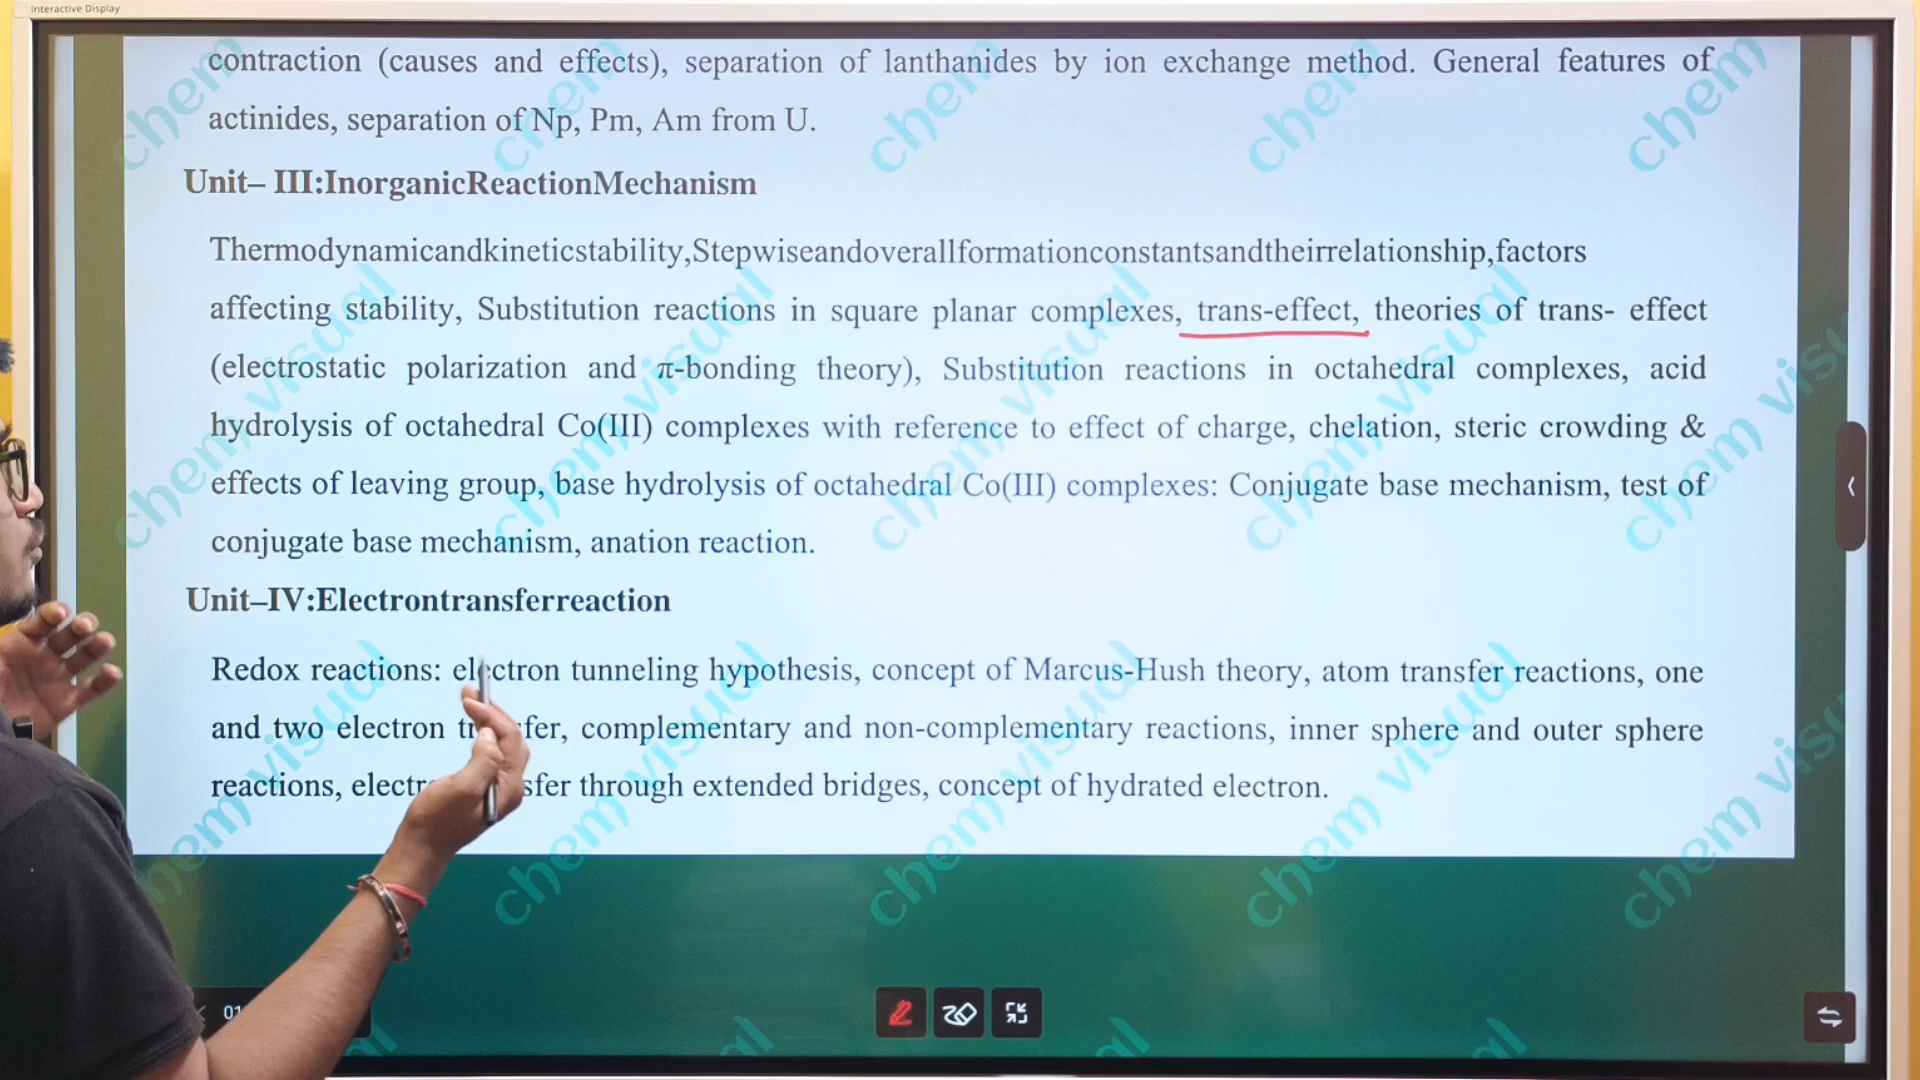 Interactive Display
contraction (causes and effects), separation of lanthanides by ion exchange method. General features of
actinides, separation of Np, Pm, Am from U.
Unit– III:InorganicReactionMechanism
Thermodynamicandkineticstability,Stepwiseandoverallformationconstantsandtheirrelationship,factors
affecting stability, Substitution reactions in square planar complexes, trans-effect, theories of trans- effect
(electrostatic polarization and π-bonding theory), Substitution reactions in octahedral complexes, acid
hydrolysis of octahedral Co(III) complexes with reference to effect of charge, chelation, steric crowding &
effects of leaving group, base hydrolysis of octahedral Co(III) complexes: Conjugate base mechanism, test of
conjugate base mechanism, anation reaction.
Unit–IV:Electrontransferreaction
Redox reactions: electron tunneling hypothesis, concept of Marcus-Hush theory, atom transfer reactions, one
and two electron fer, complementary and non-complementary reactions, inner sphere and outer sphere
reactions, electr sfer through extended bridges, concept of hydrated electron.
chem visual